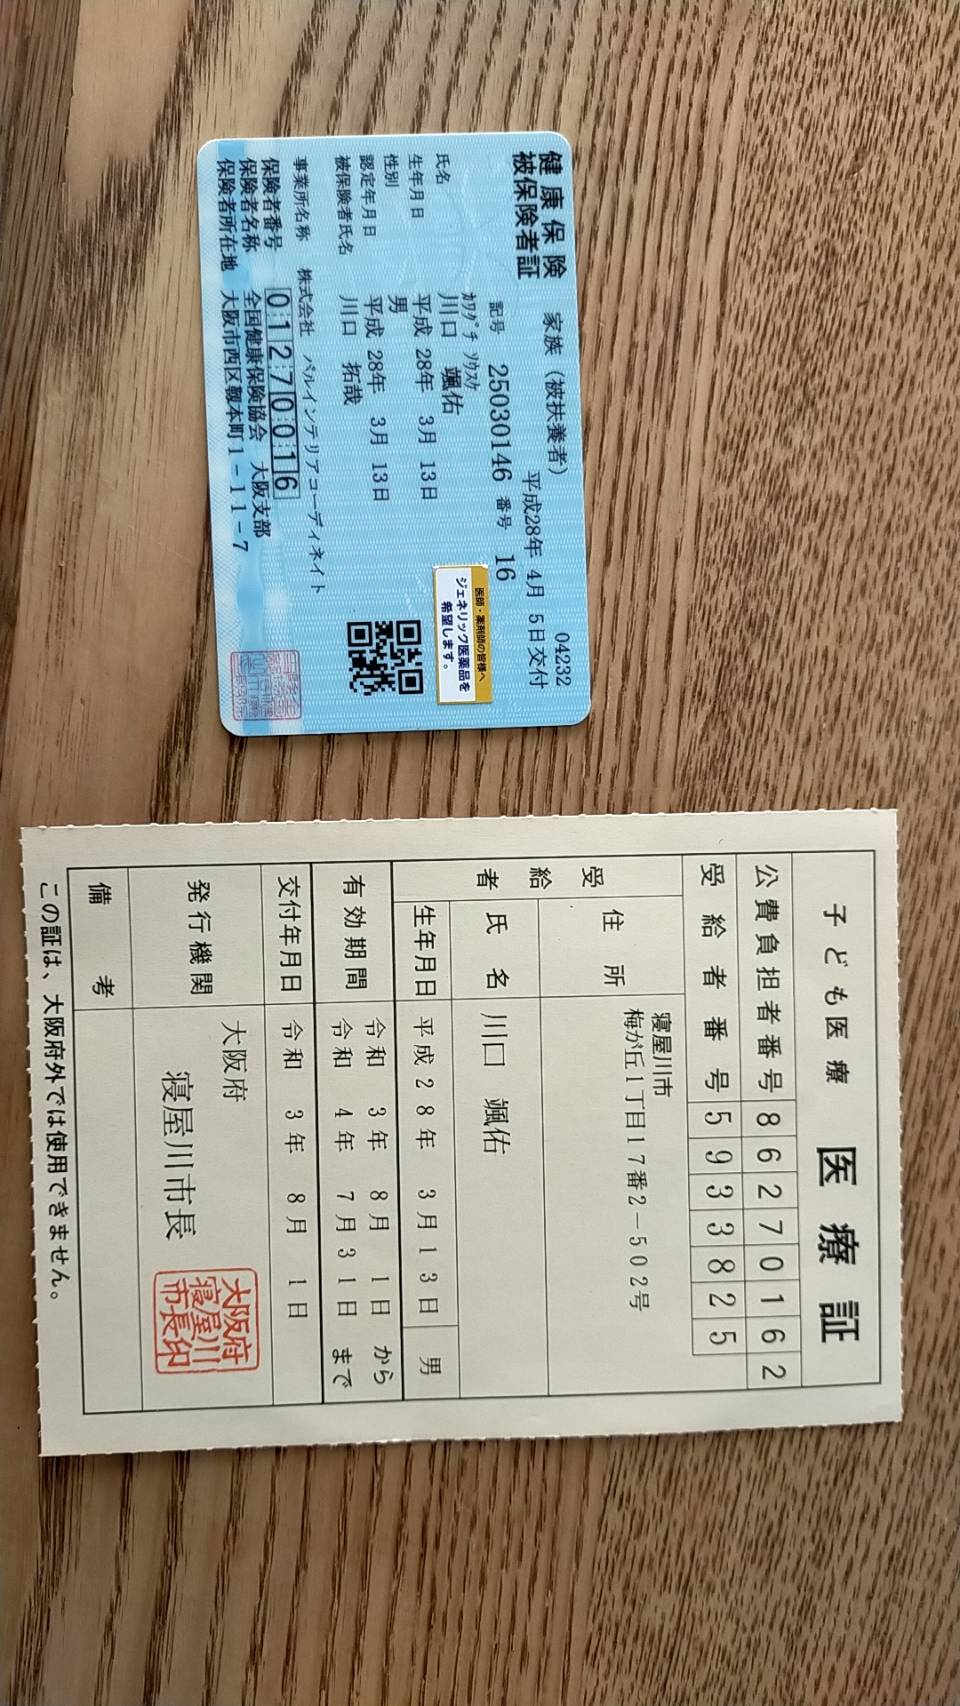 健康保険 家族（被扶養者） 04232
被保険者証 平成28年 4月 5日交付
記号 25030146 番号 16
ｶﾜｸﾞﾁ ｿｳｽｹ
氏名 川口 颯佑
生年月日 平成 28年 3月 13日
性別 男
認定年月日 平成 28年 3月 13日
被保険者氏名 川口 拓哉
事業所名称 株式会社 パルインテリアコーディネイト
保険者番号 01270016
保険者名称 全国健康保険協会 大阪支部
保険者所在地 大阪市西区靱本町1-11-7
医師・薬剤師の皆様へ
ジェネリック医薬品を
希望します。
子ども医療 医療証
公費負担者番号 86270162
受給者番号 5933825
受給者
住所 寝屋川市
梅が丘1丁目17番2-502号
氏名 川口 颯佑
生年月日 平成28年 3月13日 男
有効期間 令和 3年 8月 1日 から
令和 4年 7月31日 まで
交付年月日 令和 3年 8月 1日
発行機関 大阪府
寝屋川市長
大阪府
寝屋川
市長印
備考
この証は、大阪府外では使用できません。